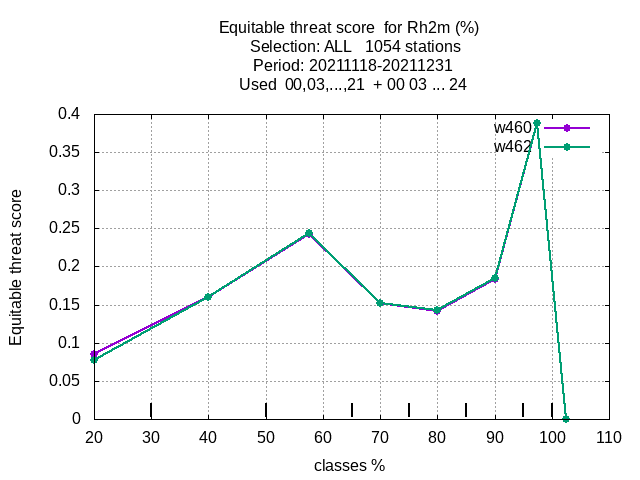 Equitable threat score  for Rh2m (%)
Selection: ALL   1054 stations
Period: 20211118-20211231
Used  00,03,...,21  + 00 03 ... 24
w460
w462
Equitable threat score
0.4
0.35
0.3
0.25
0.2
0.15
0.1
0.05
0
20 30 40 50 60 70 80 90 100 110
classes %